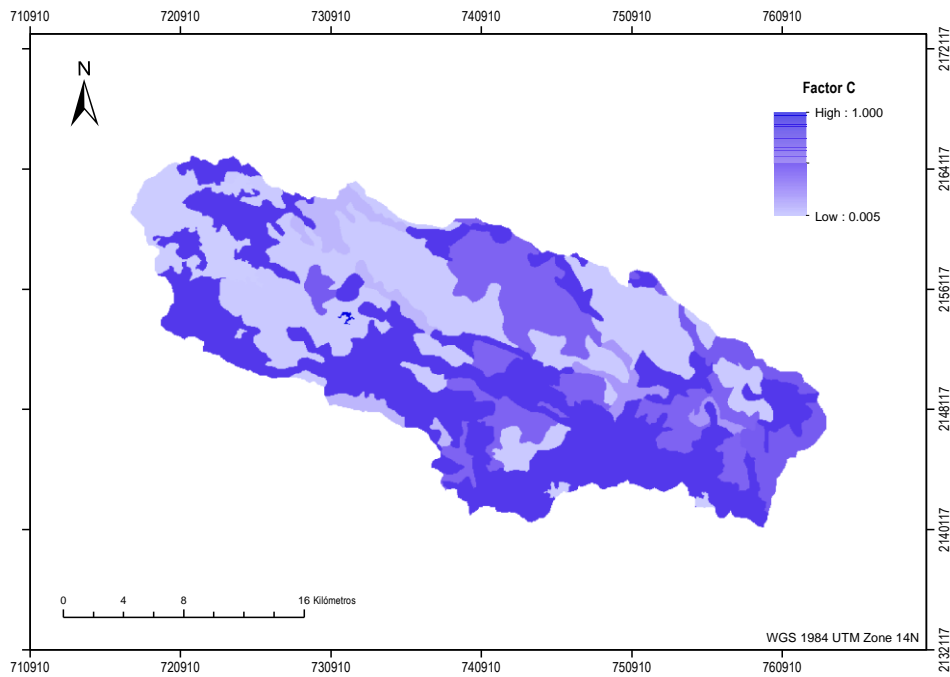 710910 720910 730910 740910 750910 760910
2172117
N
Factor C
High : 1.000
2164117
Low : 0.005
2156117
2148117
2140117
0 4 8 16 Kilómetros
WGS 1984 UTM Zone 14N
2132117
710910 720910 730910 740910 750910 760910